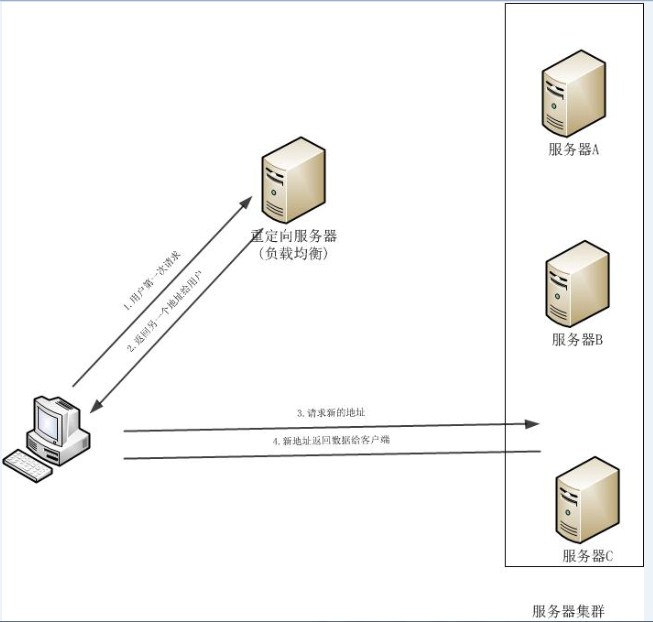 服务器A
重定向服务器
(负载均衡)
1.用户第一次请求
2.返回另一个地址给用户
服务器B
3.请求新的地址
4.新地址返回数据给客户端
服务器C
服务器集群